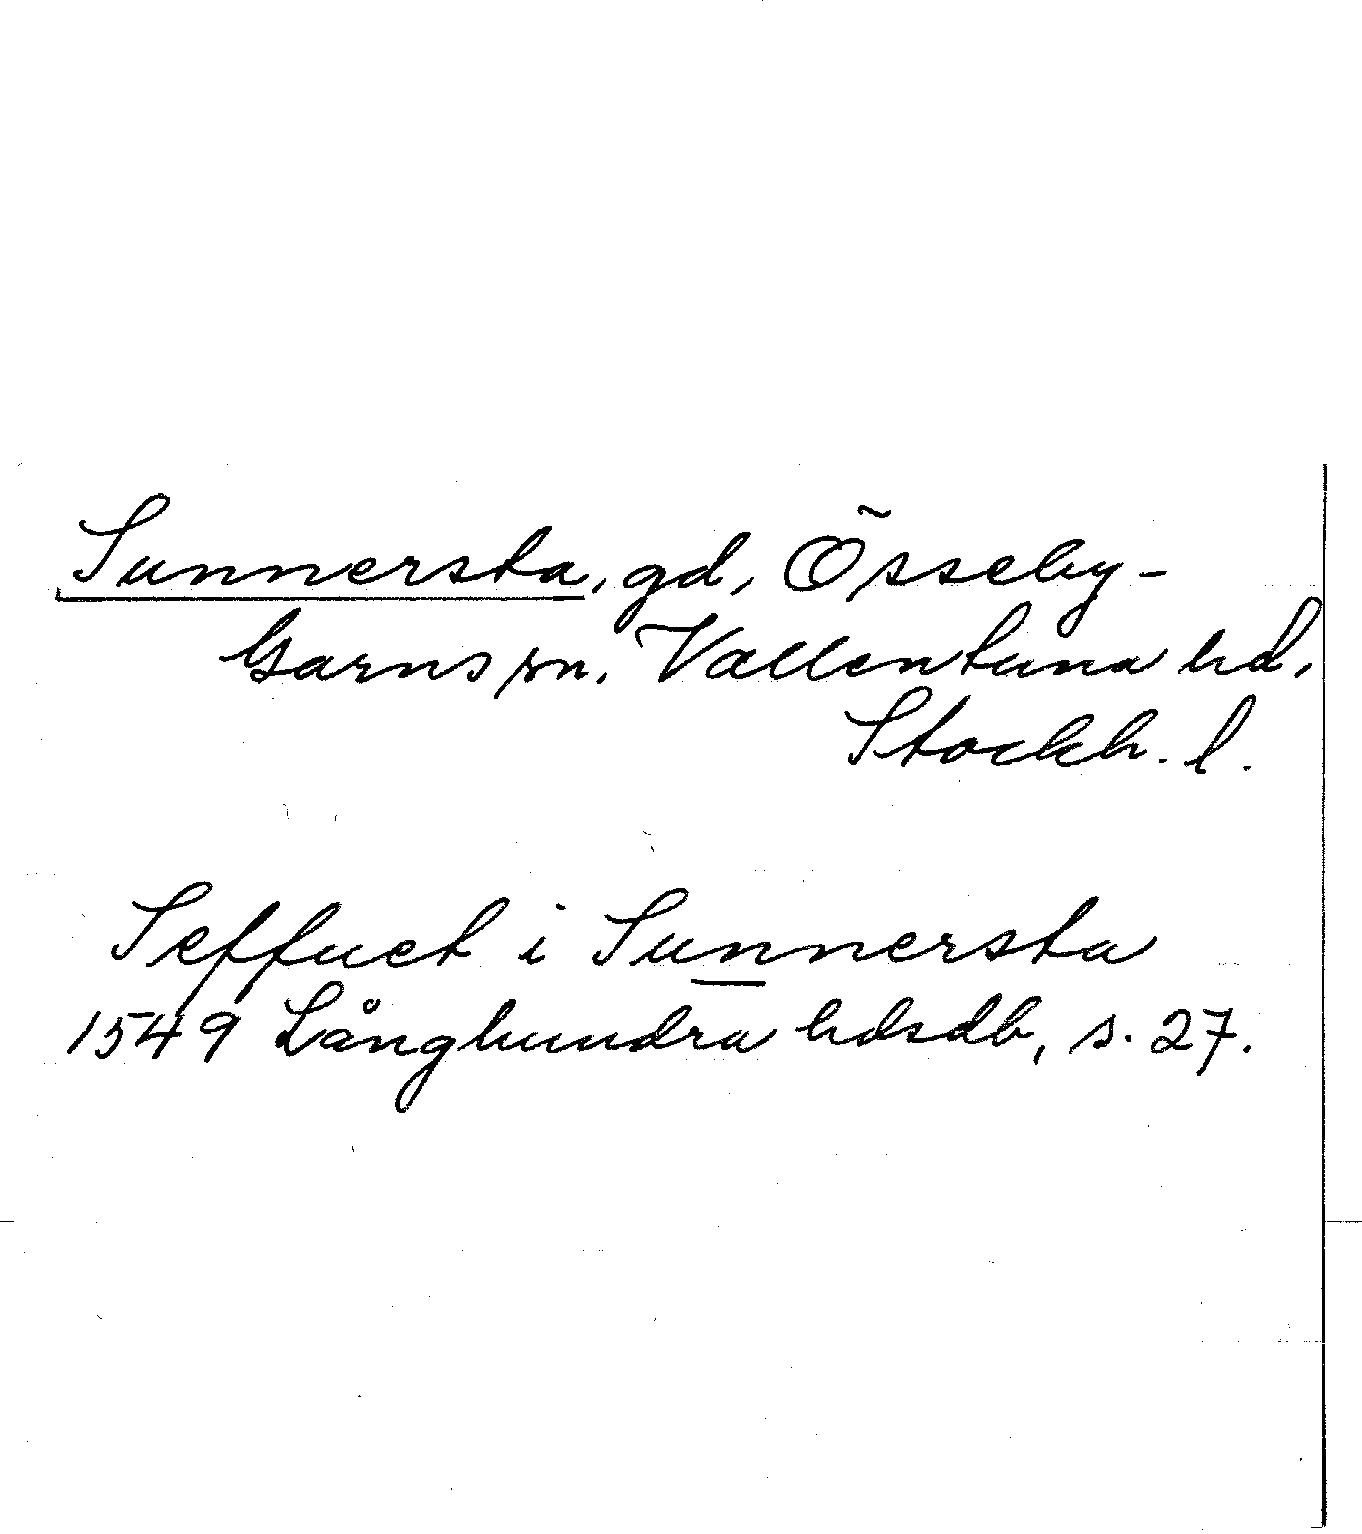 Sunnersta, gd, Össeby-
Garns sn. Vallentuna hd,
Stockh. l.
Seffuet i Sunnersta
1549 Långhundra hdsdb, s. 27.